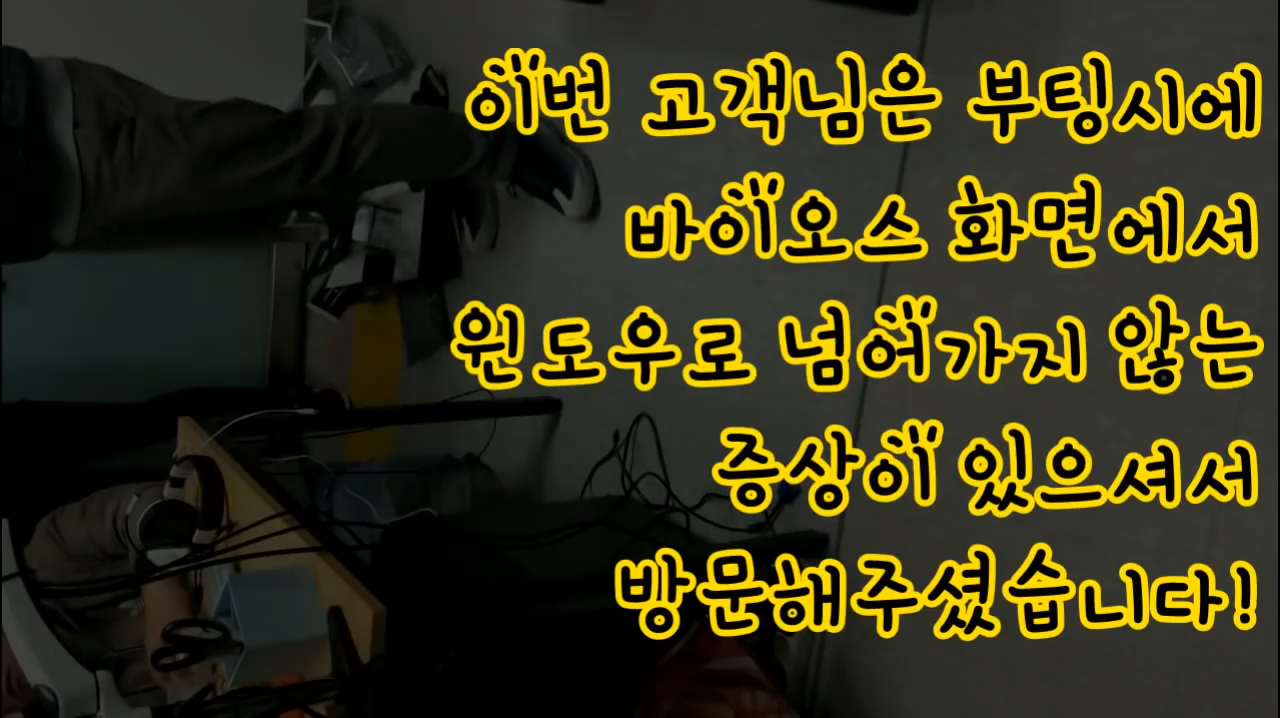 이번 고객님은 부팅시에
바이오스 화면에서
윈도우로 넘어가지 않는
증상이 있으셔서
방문해주셨습니다!